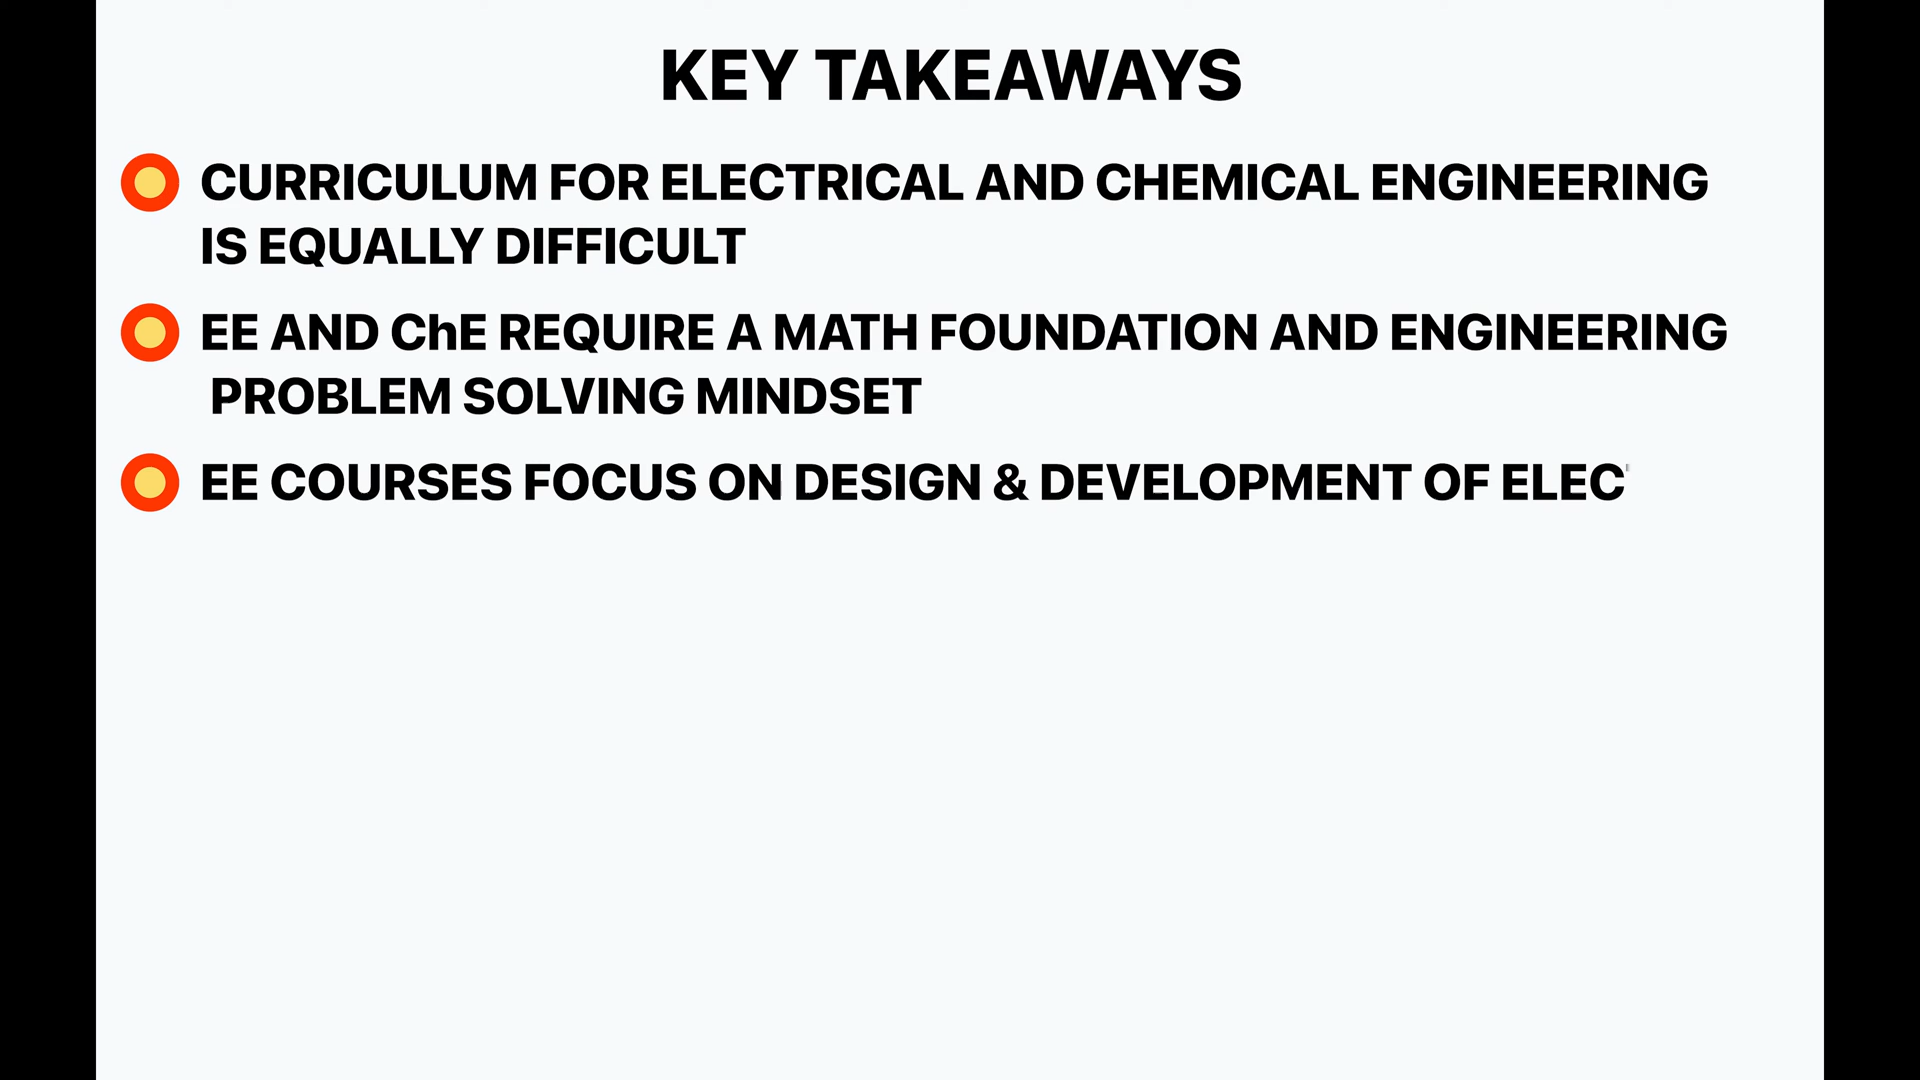 KEY TAKEAWAYS
CURRICULUM FOR ELECTRICAL AND CHEMICAL ENGINEERING
IS EQUALLY DIFFICULT
EE AND ChE REQUIRE A MATH FOUNDATION AND ENGINEERING
PROBLEM SOLVING MINDSET
EE COURSES FOCUS ON DESIGN & DEVELOPMENT OF ELEC